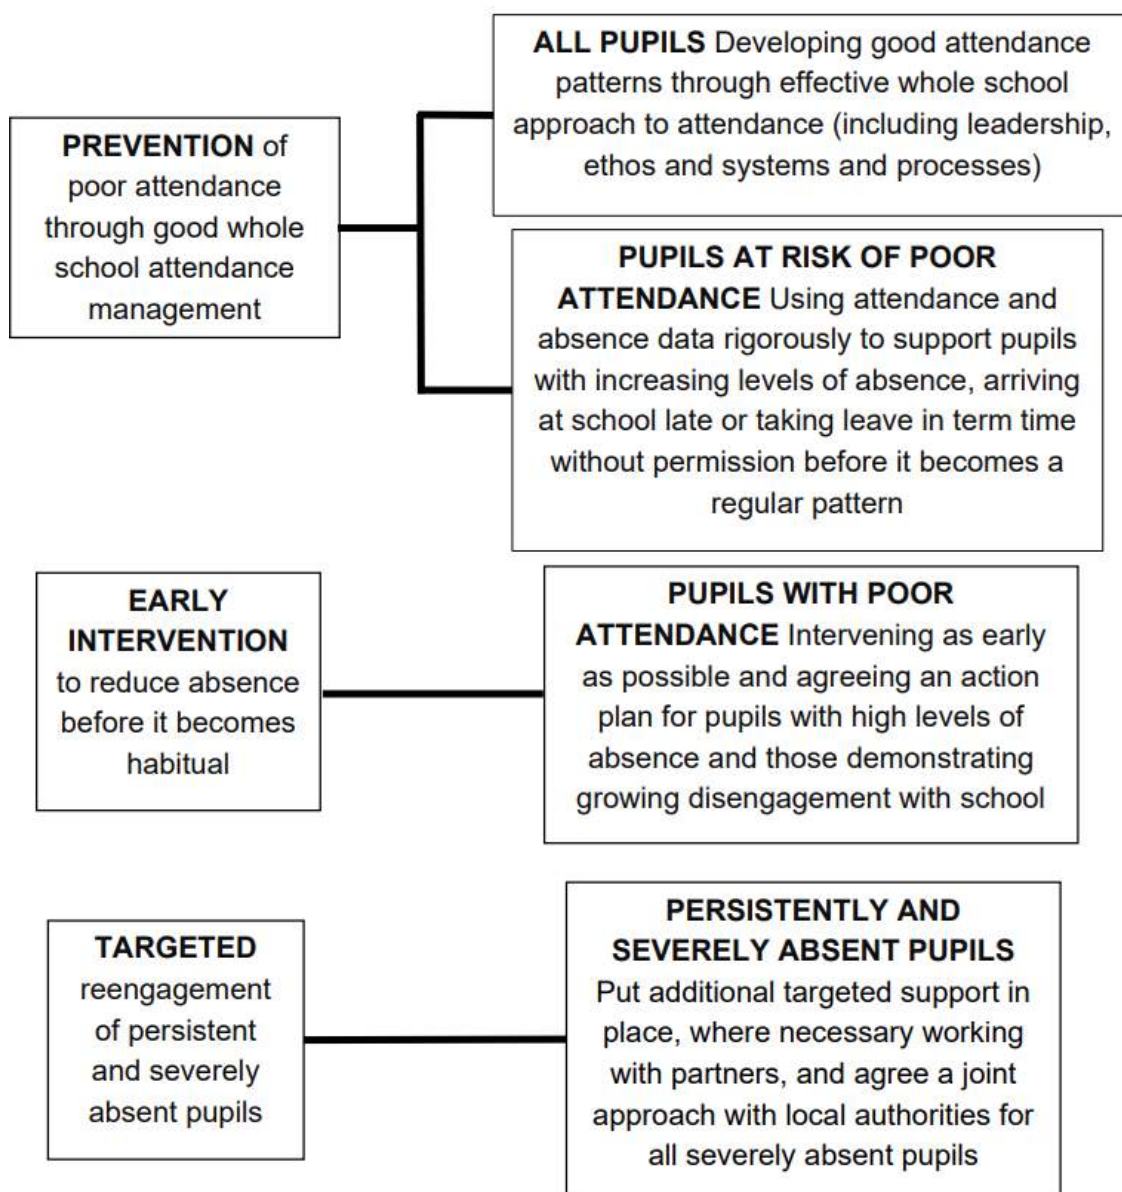 PREVENTION of
poor attendance
through good whole
school attendance
management
ALL PUPILS Developing good attendance
patterns through effective whole school
approach to attendance (including leadership,
ethos and systems and processes)
PUPILS AT RISK OF POOR
ATTENDANCE Using attendance and
absence data rigorously to support pupils
with increasing levels of absence, arriving
at school late or taking leave in term time
without permission before it becomes a
regular pattern
EARLY
INTERVENTION
to reduce absence
before it becomes
habitual
PUPILS WITH POOR
ATTENDANCE Intervening as early
as possible and agreeing an action
plan for pupils with high levels of
absence and those demonstrating
growing disengagement with school
TARGETED
reengagement
of persistent
and severely
absent pupils
PERSISTENTLY AND
SEVERELY ABSENT PUPILS
Put additional targeted support in
place, where necessary working
with partners, and agree a joint
approach with local authorities for
all severely absent pupils